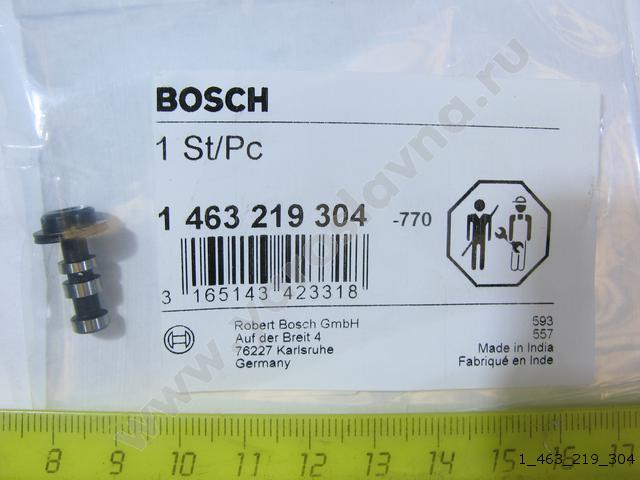 BOSCH
1 St/Pc
1 463 219 304 -770
3 165143 423318
Robert Bosch GmbH
Auf der Breit 4
76227 Karlsruhe
Germany
593
557
Made in India
Fabriqué en Inde
8 9 10 11 12 13 14 15 16 17
1_463_219_304